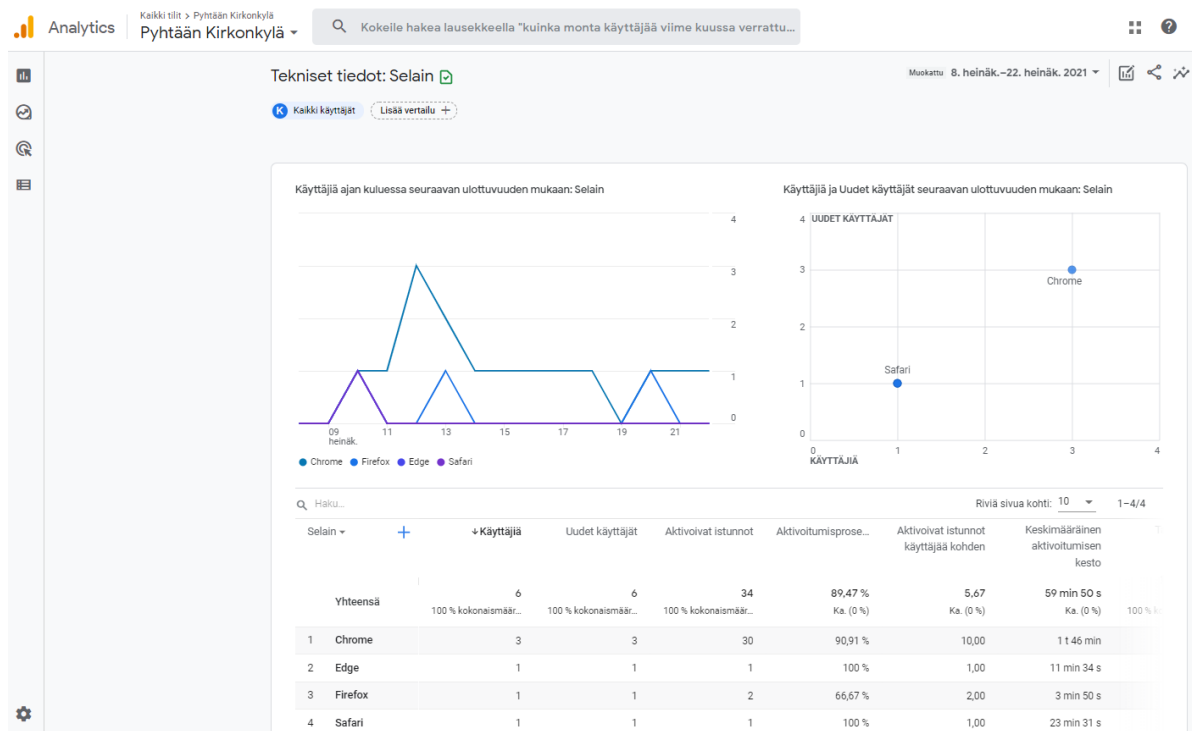 Analytics
Kaikki tilit > Pyhtään Kirkonkylä
Pyhtään Kirkonkylä
Kokeile hakea lausekkeella "kuinka monta käyttäjää viime kuussa verrattu...
Tekniset tiedot: Selain
Muokattu 8. heinäk.–22. heinäk. 2021
K Kaikki käyttäjät
Lisää vertailu +
Käyttäjiä ajan kuluessa seuraavan ulottuvuuden mukaan: Selain
4
3
2
1
0
09 heinäk. 11 13 15 17 19 21
Chrome Firefox Edge Safari
Käyttäjiä ja Uudet käyttäjät seuraavan ulottuvuuden mukaan: Selain
4 UUDET KÄYTTÄJÄT
3
Chrome
2
Safari
1
0
0 1 2 3 4
KÄYTTÄJIÄ
Haku...
Riviä sivua kohti: 10 1–4/4
Selain + ↓Käyttäjiä Uudet käyttäjät Aktivoivat istunnot Aktivoitumisprose... Aktivoivat istunnot käyttäjää kohden Keskimääräinen aktivoitumisen kesto
Yhteensä 6 6 34 89,47 % 5,67 59 min 50 s
100 % kokonaismäär... 100 % kokonaismäär... 100 % kokonaismäär... Ka. (0 %) Ka. (0 %) Ka. (0 %) 100 %
1 Chrome 3 3 30 90,91 % 10,00 1 t 46 min
2 Edge 1 1 1 100 % 1,00 11 min 34 s
3 Firefox 1 1 2 66,67 % 2,00 3 min 50 s
4 Safari 1 1 1 100 % 1,00 23 min 31 s